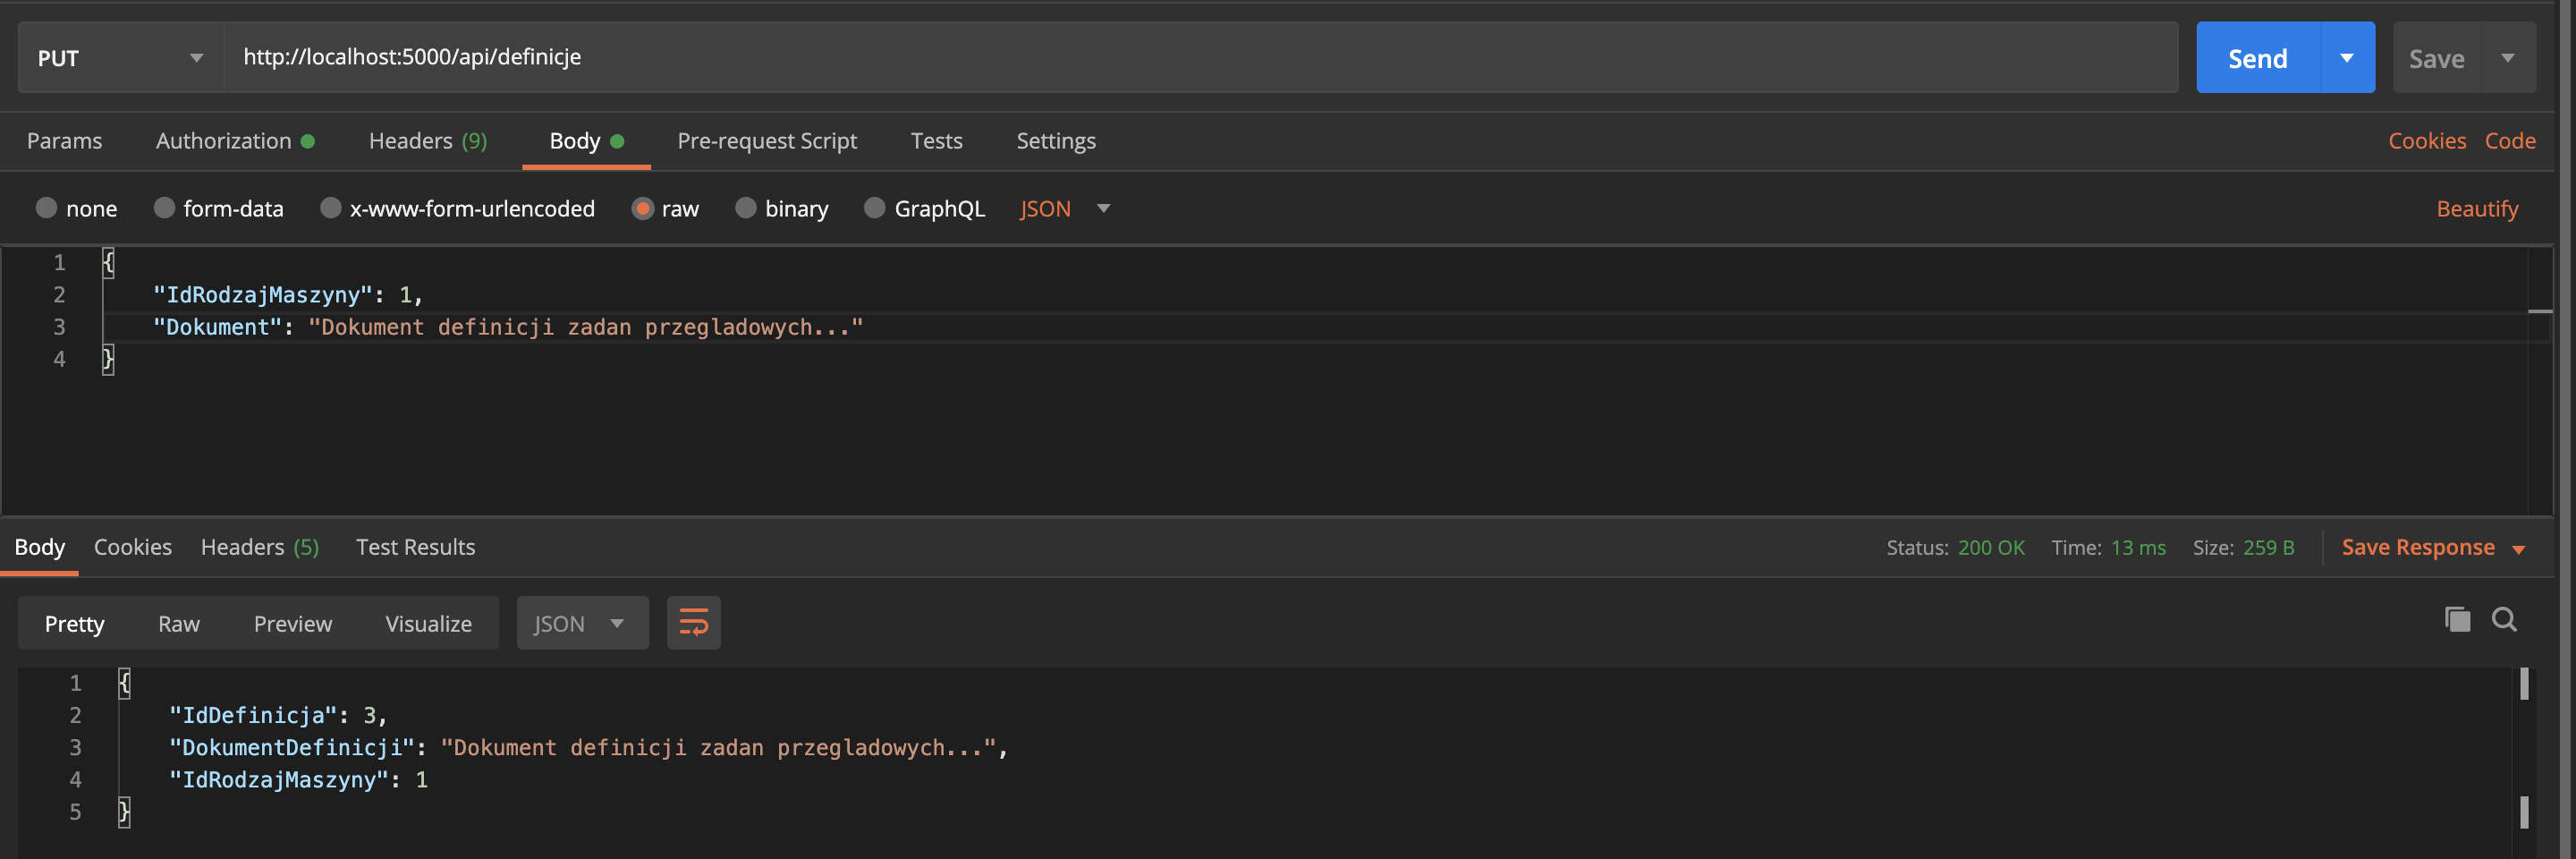 PUT http://localhost:5000/api/definicje Send Save
Params Authorization Headers (9) Body Pre-request Script Tests Settings Cookies Code
none form-data x-www-form-urlencoded raw binary GraphQL JSON Beautify
1 {
2 "IdRodzajMaszyny": 1,
3 "Dokument": "Dokument definicji zadan przegladowych..."
4 }
Body Cookies Headers (5) Test Results Status: 200 OK Time: 13 ms Size: 259 B Save Response
Pretty Raw Preview Visualize JSON
1 {
2 "IdDefinicja": 3,
3 "DokumentDefinicji": "Dokument definicji zadan przegladowych...",
4 "IdRodzajMaszyny": 1
5 }